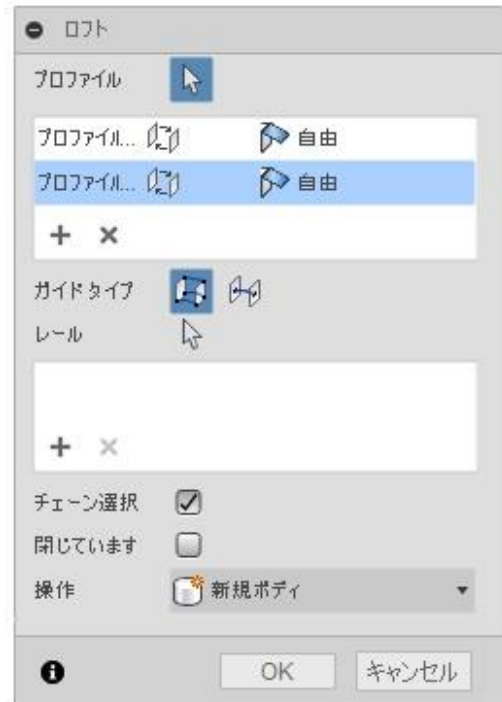 ロフト
プロファイル
プロファイル... 自由
プロファイル... 自由
ガイドタイプ
レール
チェーン選択
閉じています
操作 新規ボディ
OK キャンセル